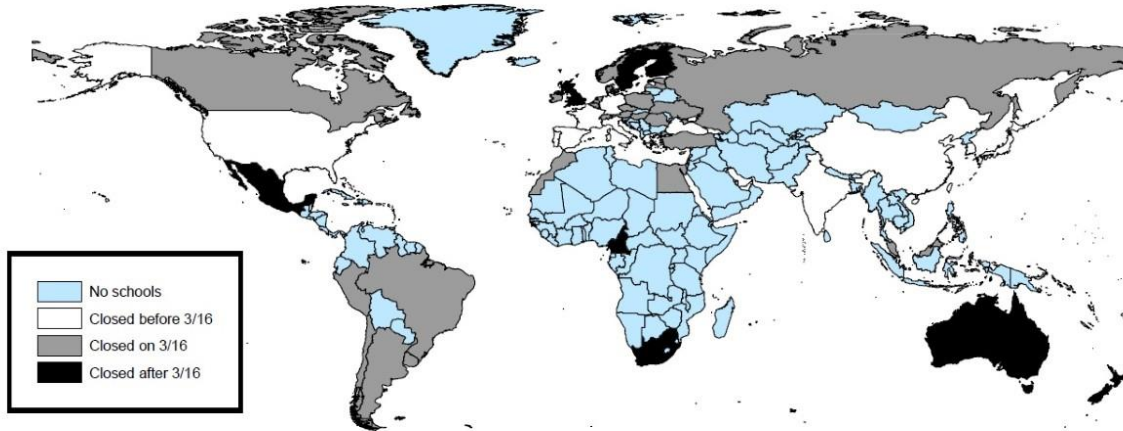 No schools
Closed before 3/16
Closed on 3/16
Closed after 3/16